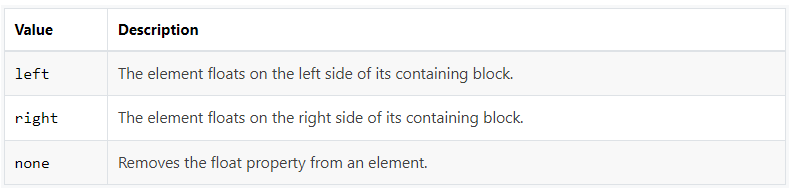 Value Description
left The element floats on the left side of its containing block.
right The element floats on the right side of its containing block.
none Removes the float property from an element.